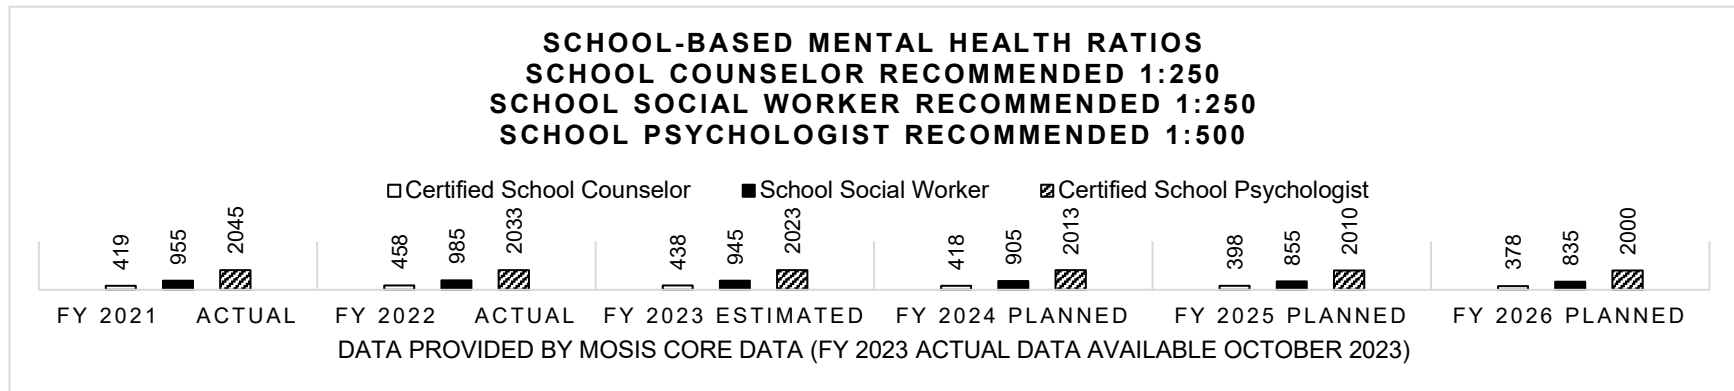 SCHOOL-BASED MENTAL HEALTH RATIOS
SCHOOL COUNSELOR RECOMMENDED 1:250
SCHOOL SOCIAL WORKER RECOMMENDED 1:250
SCHOOL PSYCHOLOGIST RECOMMENDED 1:500
Certified School Counselor School Social Worker Certified School Psychologist
419 955 2045 458 985 2033 438 945 2023 418 905 2013 398 855 2010 378 835 2000
FY 2021 ACTUAL FY 2022 ACTUAL FY 2023 ESTIMATED FY 2024 PLANNED FY 2025 PLANNED FY 2026 PLANNED
DATA PROVIDED BY MOSIS CORE DATA (FY 2023 ACTUAL DATA AVAILABLE OCTOBER 2023)